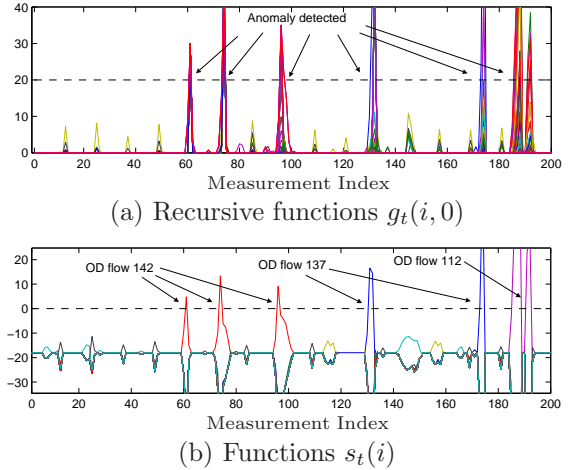 40
30
20
10
0
Anomaly detected
1 20 40 60 80 100 120 140 160 180 200
Measurement Index
(a) Recursive functions g_t(i, 0)
20
10
0
−10
−20
−30
OD flow 142
OD flow 137
OD flow 112
0 20 40 60 80 100 120 140 160 180 200
Measurement Index
(b) Functions s_t(i)